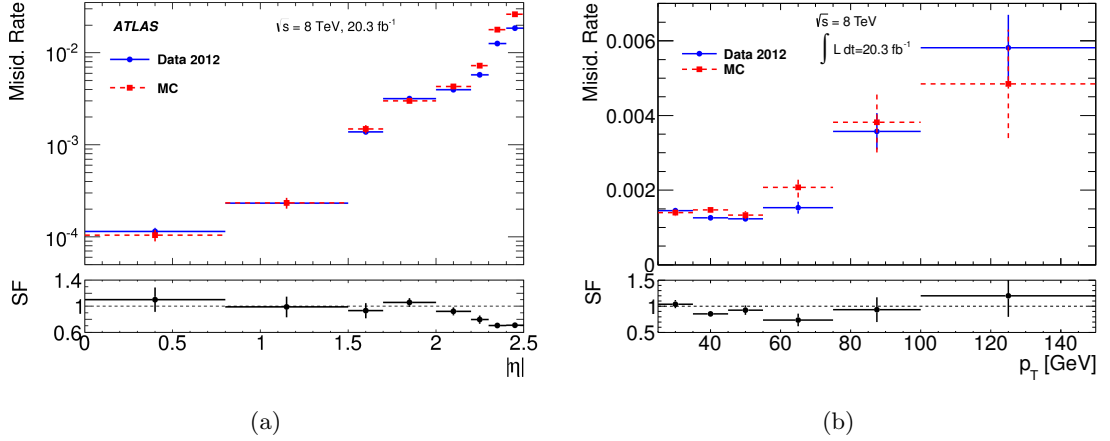 ATLAS
√s = 8 TeV, 20.3 fb⁻¹
Data 2012
MC
Misid. Rate
10⁻²
10⁻³
10⁻⁴
SF
1.4
1
0.6
0 0.5 1 1.5 2 2.5
|η|
(a)
√s = 8 TeV
∫ L dt=20.3 fb⁻¹
Data 2012
MC
Misid. Rate
0.006
0.004
0.002
0
SF
1.5
1
0.5
40 60 80 100 120 140
p_T [GeV]
(b)